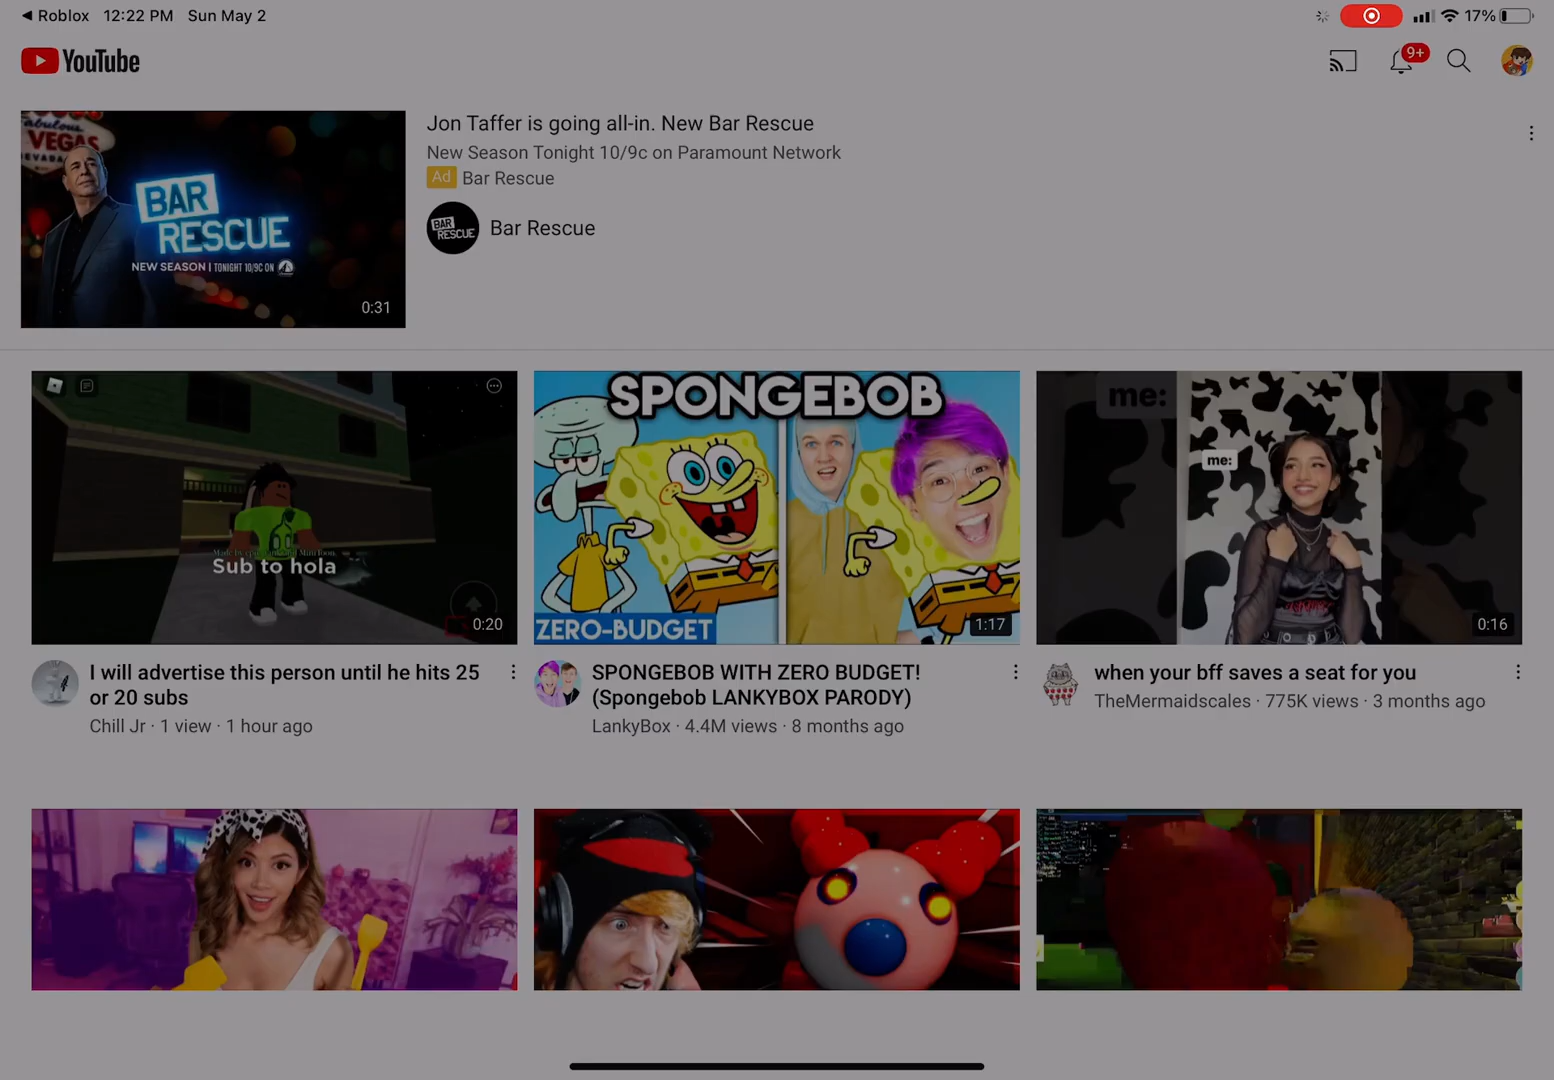 Roblox 12:22 PM Sun May 2
17%
YouTube
9+
VEGAS
BAR
RESCUE
NEW SEASON | TONIGHT 10/9C ON
0:31
Jon Taffer is going all-in. New Bar Rescue
New Season Tonight 10/9c on Paramount Network
Ad Bar Rescue
BAR
RESCUE
Bar Rescue
Sub to hola
0:20
I will advertise this person until he hits 25
or 20 subs
Chill Jr · 1 view · 1 hour ago
SPONGEBOB
ZERO-BUDGET
1:17
SPONGEBOB WITH ZERO BUDGET!
(Spongebob LANKYBOX PARODY)
LankyBox · 4.4M views · 8 months ago
me:
me:
0:16
when your bff saves a seat for you
TheMermaidscales · 775K views · 3 months ago